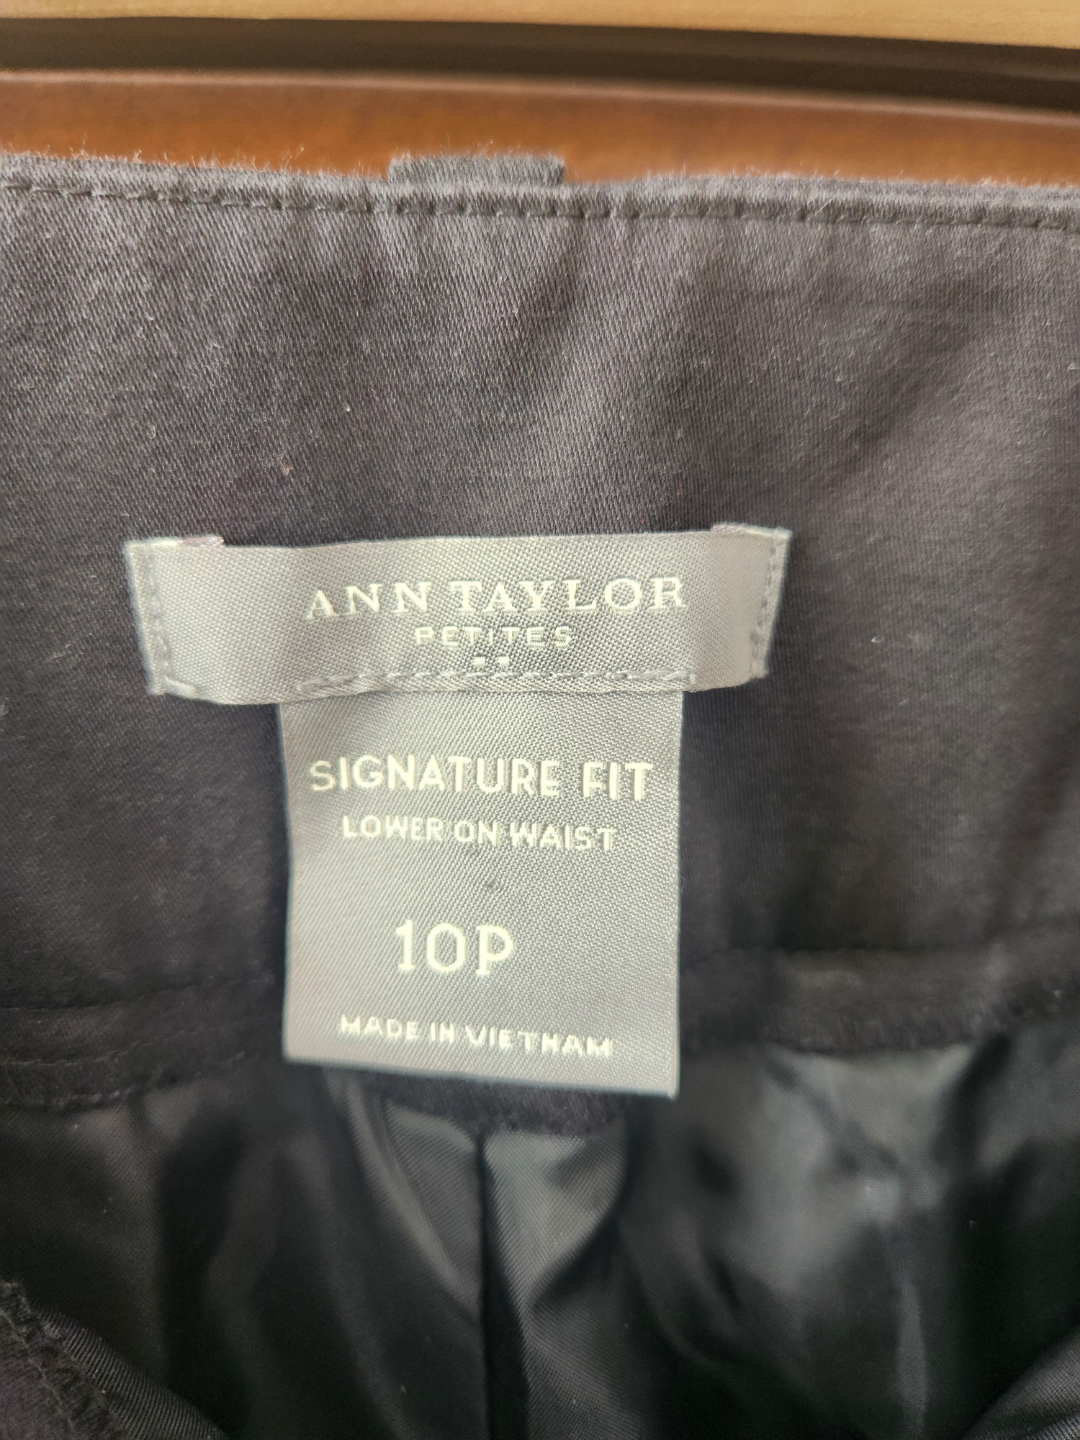 ANN TAYLOR
PETITES
SIGNATURE FIT
LOWER ON WAIST
10P
MADE IN VIETNAM